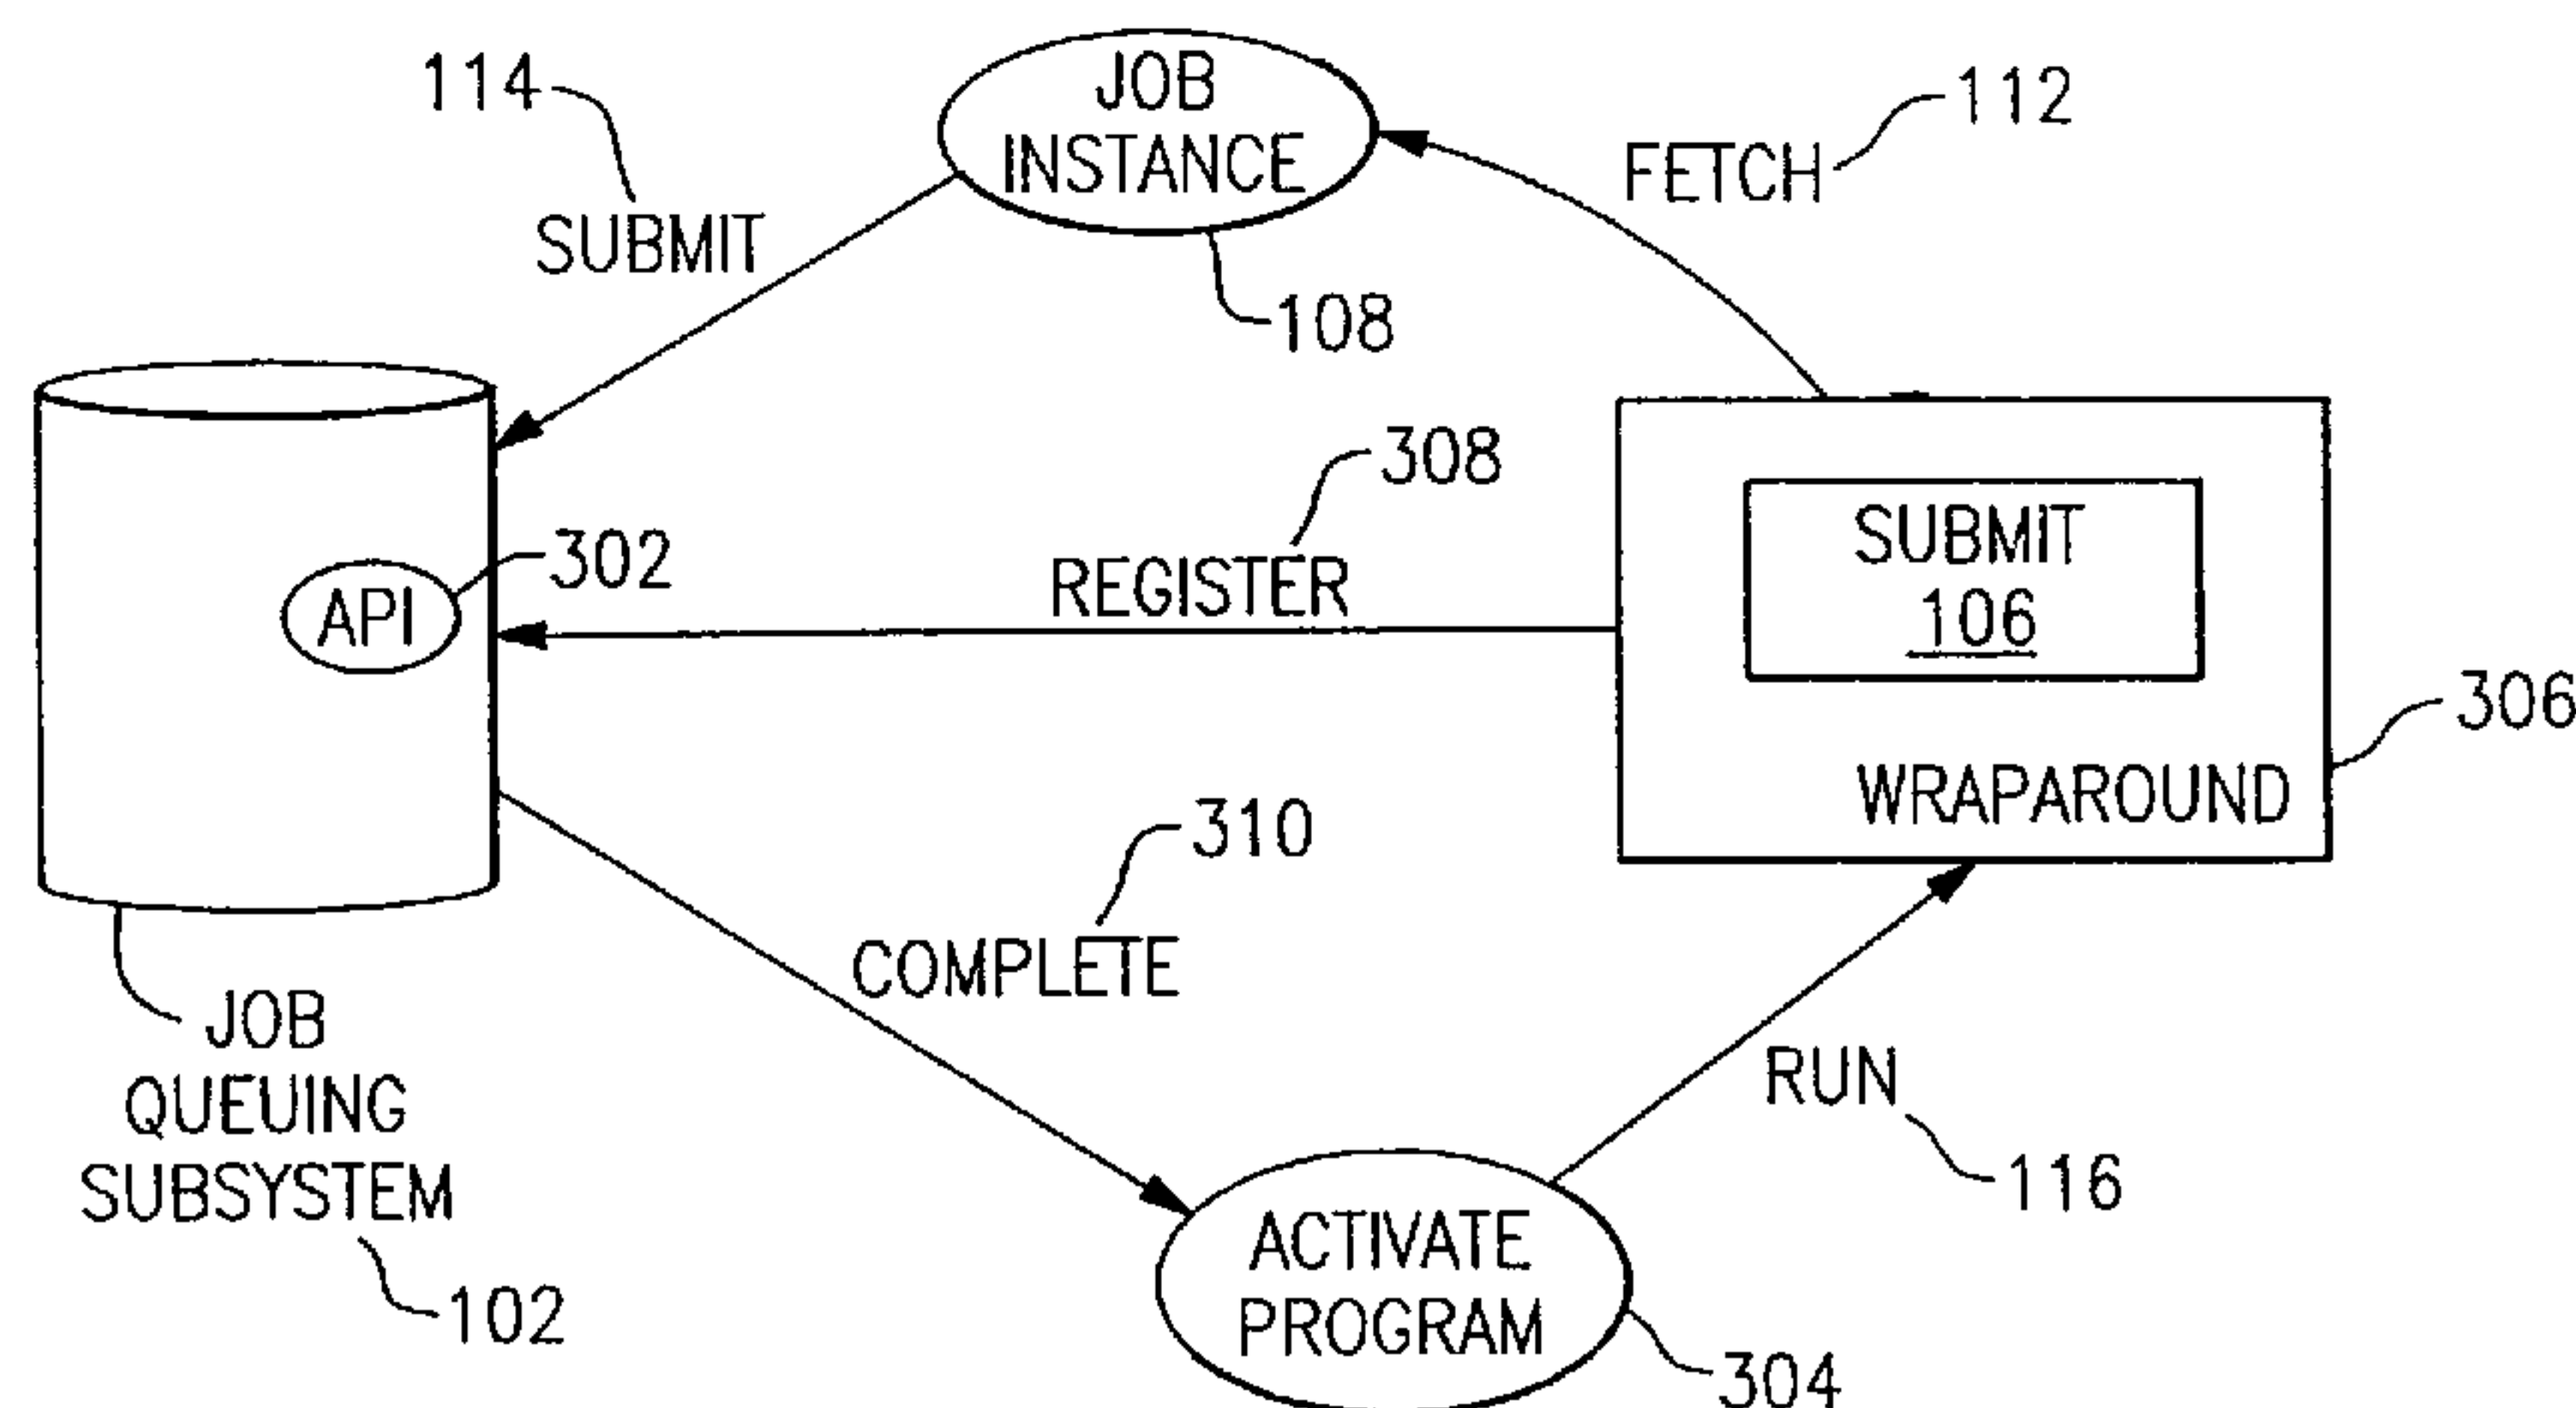 114
JOB
INSTANCE
112
FETCH
SUBMIT
108
308
302
API
REGISTER
SUBMIT
106
306
WRAPAROUND
310
COMPLETE
JOB
QUEUING
SUBSYSTEM
102
RUN
116
ACTIVATE
PROGRAM
304